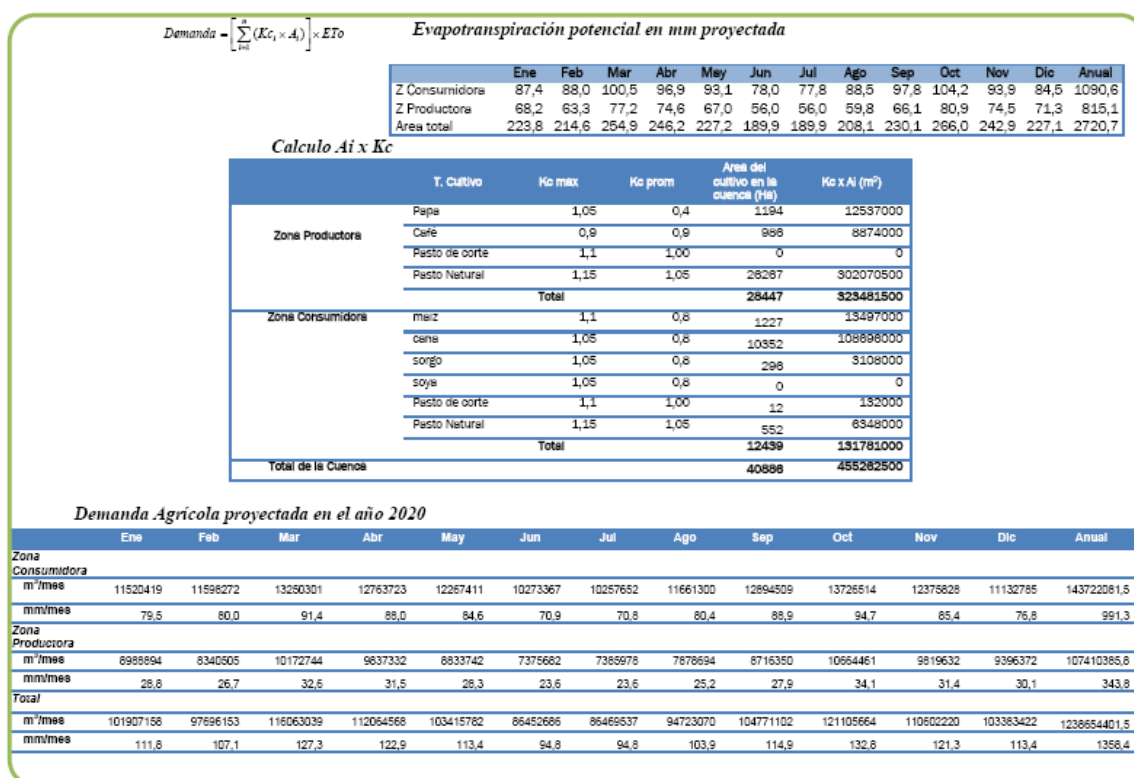 Demanda = [ n ∑ i=1 (Kc_i × A_i) ] × ETo
Evapotranspiración potencial en mm proyectada
Ene Feb Mar Abr May Jun Jul Ago Sep Oct Nov Dic Anual
Z Consumidora 87,4 88,0 100,5 96,9 93,1 78,0 77,8 88,5 97,8 104,2 93,9 84,5 1090,6
Z Productora 68,2 63,3 77,2 74,6 67,0 56,0 56,0 59,8 66,1 80,9 74,5 71,3 815,1
Area total 223,8 214,6 254,9 246,2 227,2 189,9 189,9 208,1 230,1 266,0 242,9 227,1 2720,7
Calculo Ai x Kc
T. Cultivo Kc max Kc prom Area del cultivo en la cuenca (Ha) Kc x Ai (m²)
Zona Productora
Papa 1,05 0,4 1194 12537000
Café 0,9 0,9 986 8874000
Pasto de corte 1,1 1,00 0 0
Pasto Natural 1,15 1,05 26267 302070500
Total 28447 323481500
Zona Consumidora
maiz 1,1 0,8 1227 13497000
cana 1,05 0,8 10352 108696000
sorgo 1,05 0,8 296 3108000
soya 1,05 0,8 0 0
Pasto de corte 1,1 1,00 12 132000
Pasto Natural 1,15 1,05 552 6348000
Total 12439 131781000
Total de la Cuenca 40886 455262500
Demanda Agrícola proyectada en el año 2020
Ene Feb Mar Abr May Jun Jul Ago Sep Oct Nov Dic Anual
Zona
Consumidora
m³/mes 11520419 11598272 13250301 12763723 12267411 10273367 10257652 11661300 12894509 13726514 12375828 11132785 143722081,5
mm/mes 79,5 80,0 91,4 88,0 84,6 70,9 70,8 80,4 88,9 94,7 85,4 76,8 991,3
Zona
Productora
m³/mes 8988894 8340505 10172744 9837332 8833742 7375682 7385978 7878694 8716350 10664461 9819632 9396372 107410385,8
mm/mes 28,8 26,7 32,6 31,5 28,3 23,6 23,6 25,2 27,9 34,1 31,4 30,1 343,8
Total
m³/mes 101907158 97696153 116063039 112064568 103415782 86452686 86469537 94723070 104771102 121105664 110602220 103383422 1238654401,5
mm/mes 111,8 107,1 127,3 122,9 113,4 94,8 94,8 103,9 114,9 132,8 121,3 113,4 1358,4